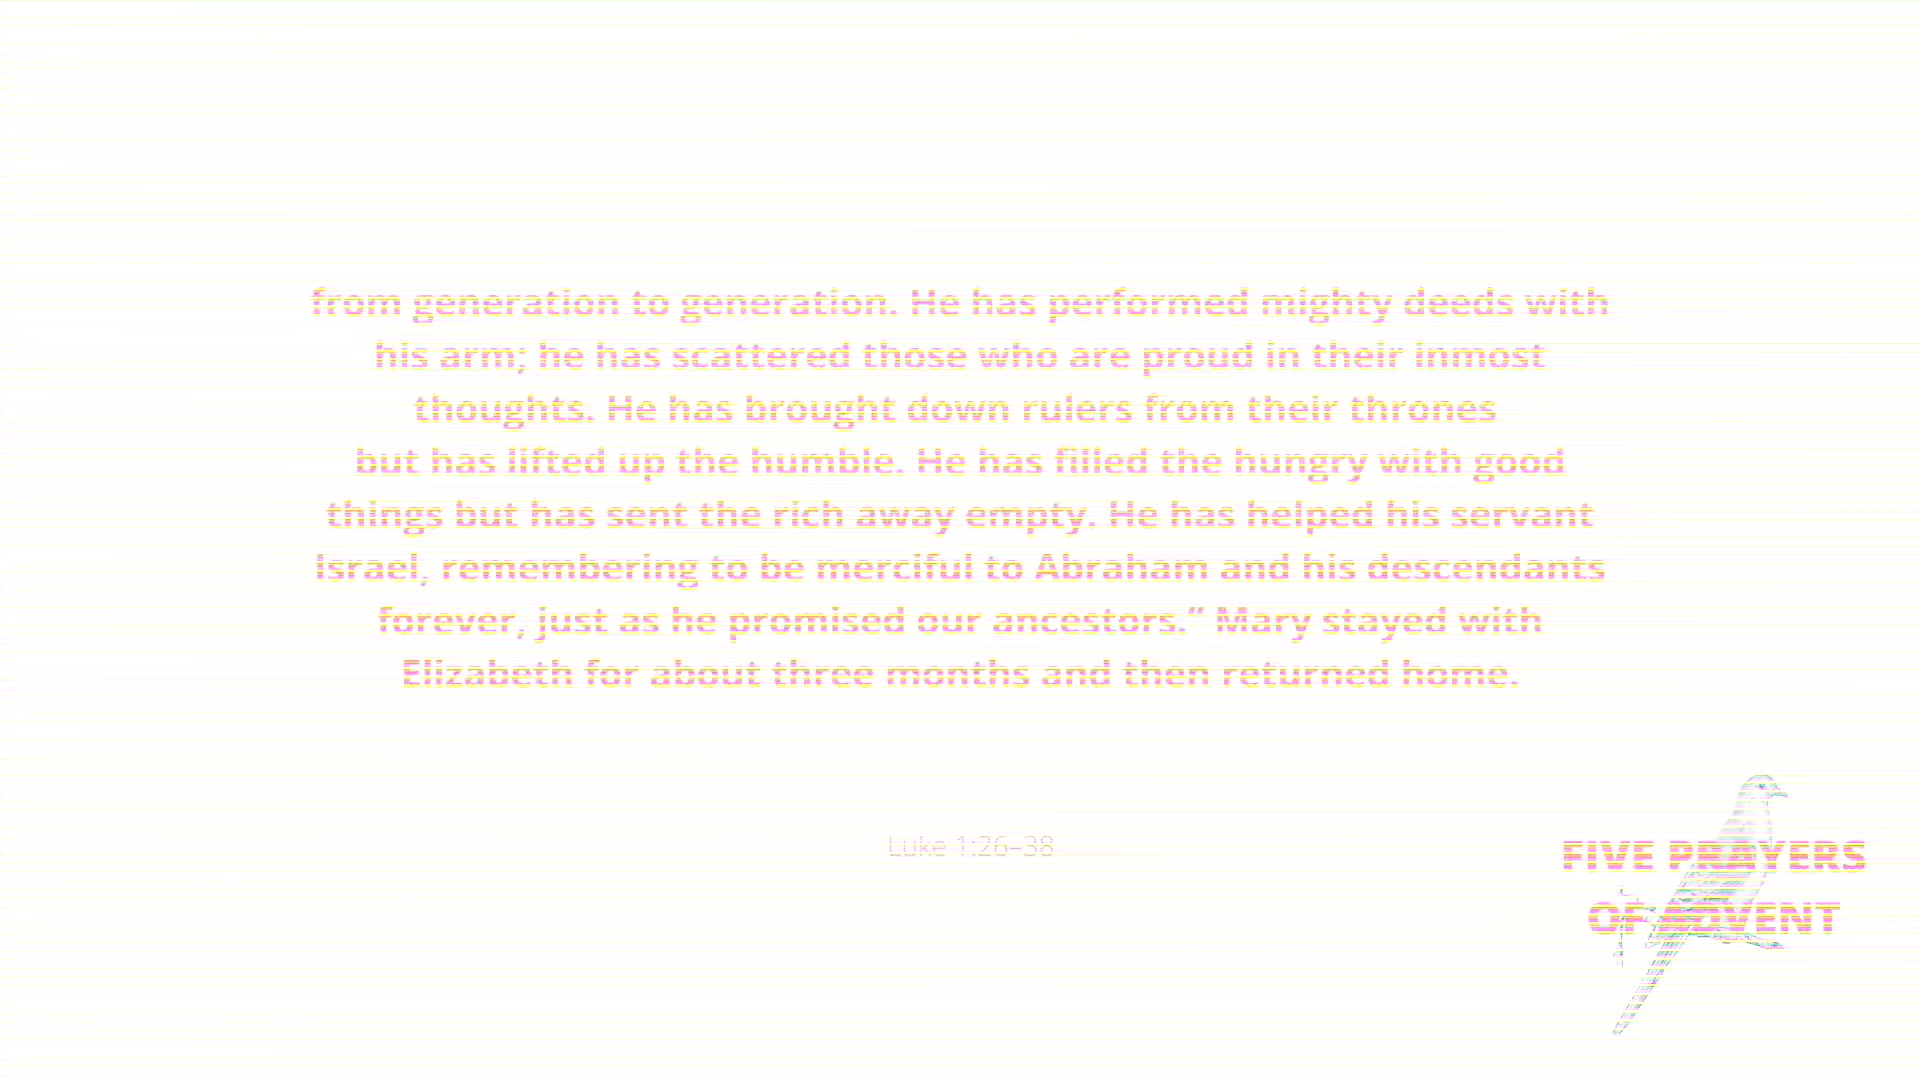 from generation to generation. He has performed mighty deeds with
his arm; he has scattered those who are proud in their inmost
thoughts. He has brought down rulers from their thrones
but has lifted up the humble. He has filled the hungry with good
things but has sent the rich away empty. He has helped his servant
Israel, remembering to be merciful to Abraham and his descendants
forever, just as he promised our ancestors.” Mary stayed with
Elizabeth for about three months and then returned home.
Luke 1:26–38
FIVE PRAYERS
OF ADVENT